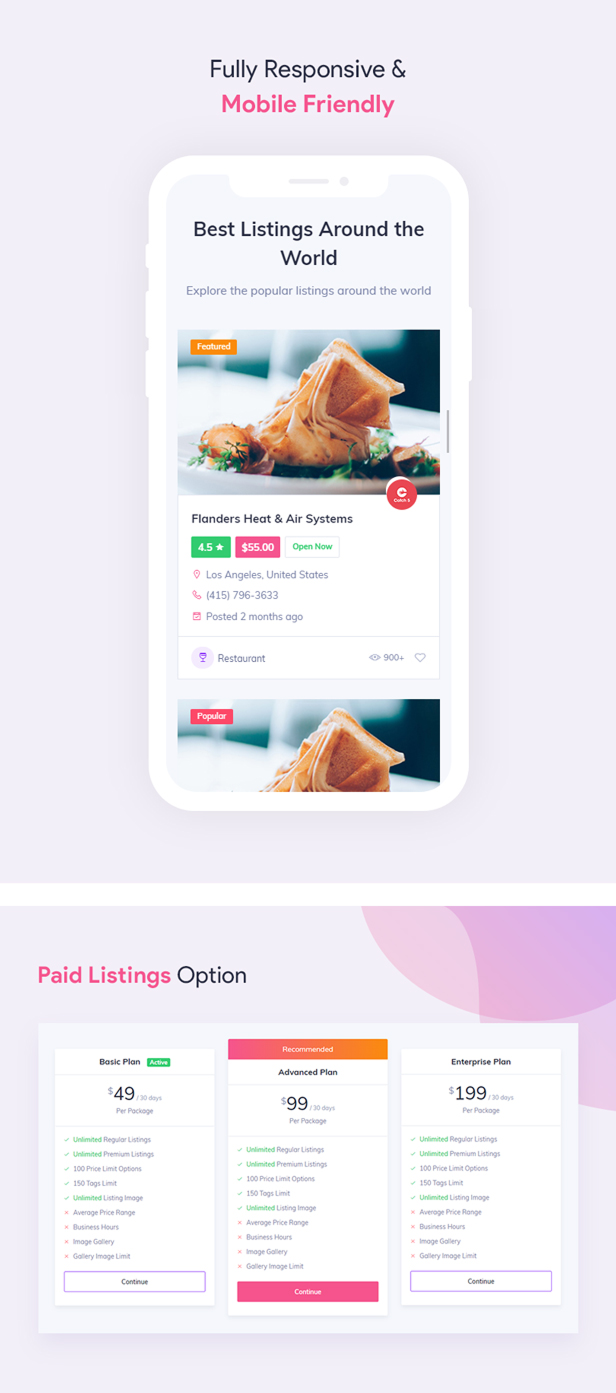 Fully Responsive &
Mobile Friendly
Best Listings Around the
World
Explore the popular listings around the world
Featured
Catch &
Flanders Heat & Air Systems
4.5 ★ $55.00 Open Now
Los Angeles, United States
(415) 796-3633
Posted 2 months ago
Restaurant 900+
Popular
Paid Listings Option
Basic Plan Active
$49 / 30 days
Per Package
✓ Unlimited Regular Listings
✓ Unlimited Premium Listings
✓ 100 Price Limit Options
✓ 150 Tags Limit
✓ Unlimited Listing Image
× Average Price Range
× Business Hours
× Image Gallery
× Gallery Image Limit
Continue
Recommended
Advanced Plan
$99 / 30 days
Per Package
✓ Unlimited Regular Listings
✓ Unlimited Premium Listings
✓ 100 Price Limit Options
✓ 150 Tags Limit
✓ Unlimited Listing Image
× Average Price Range
× Business Hours
× Image Gallery
× Gallery Image Limit
Continue
Enterprise Plan
$199 / 30 days
Per Package
✓ Unlimited Regular Listings
✓ Unlimited Premium Listings
✓ 100 Price Limit Options
✓ 150 Tags Limit
✓ Unlimited Listing Image
× Average Price Range
× Business Hours
× Image Gallery
× Gallery Image Limit
Continue